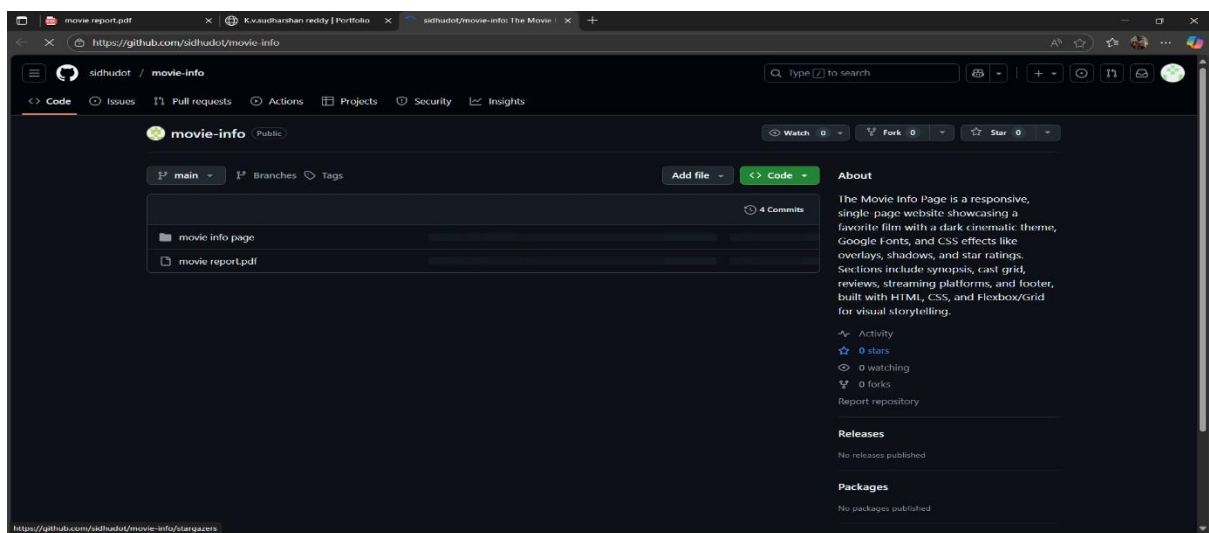 movie report.pdf
K.v.sudharshan reddy | Portfolio
sidhudot/movie-info: The Movie I
https://github.com/sidhudot/movie-info
sidhudot / movie-info
Type / to search
Code
Issues
Pull requests
Actions
Projects
Security
Insights
movie-info Public
Watch 0
Fork 0
Star 0
main
Branches
Tags
Add file
Code
4 Commits
movie info page
movie report.pdf
About
The Movie Info Page is a responsive,
single-page website showcasing a
favorite film with a dark cinematic theme,
Google Fonts, and CSS effects like
overlays, shadows, and star ratings.
Sections include synopsis, cast grid,
reviews, streaming platforms, and footer,
built with HTML, CSS, and Flexbox/Grid
for visual storytelling.
Activity
0 stars
0 watching
0 forks
Report repository
Releases
No releases published
Packages
No packages published
https://github.com/sidhudot/movie-info/stargazers